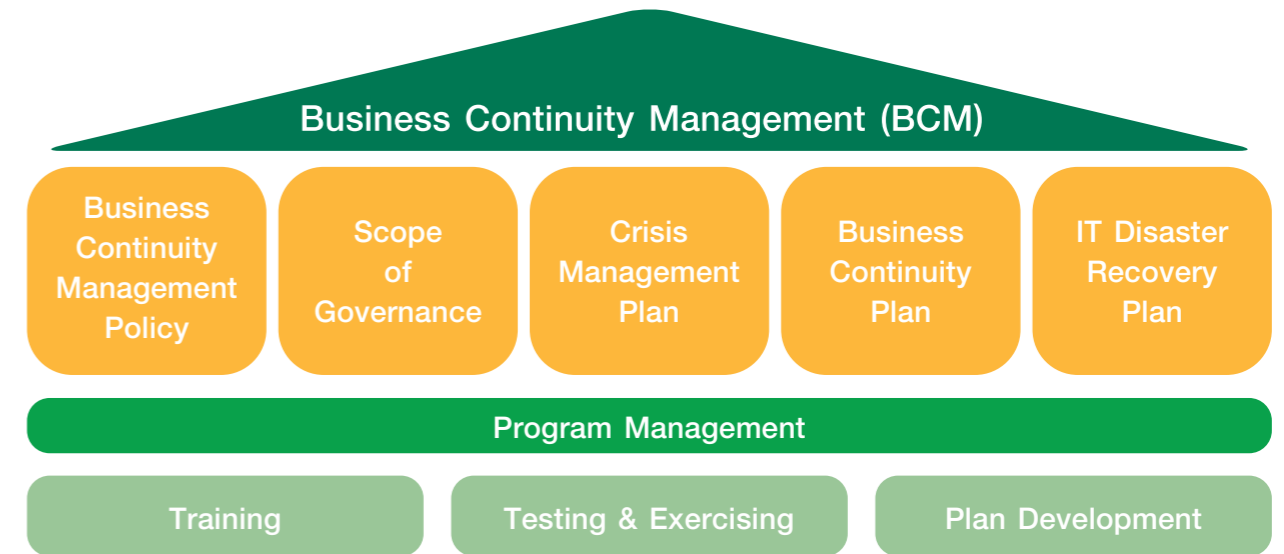 Business Continuity Management (BCM)
Business
Continuity
Management
Policy
Scope
of
Governance
Crisis
Management
Plan
Business
Continuity
Plan
IT Disaster
Recovery
Plan
Program Management
Training
Testing & Exercising
Plan Development